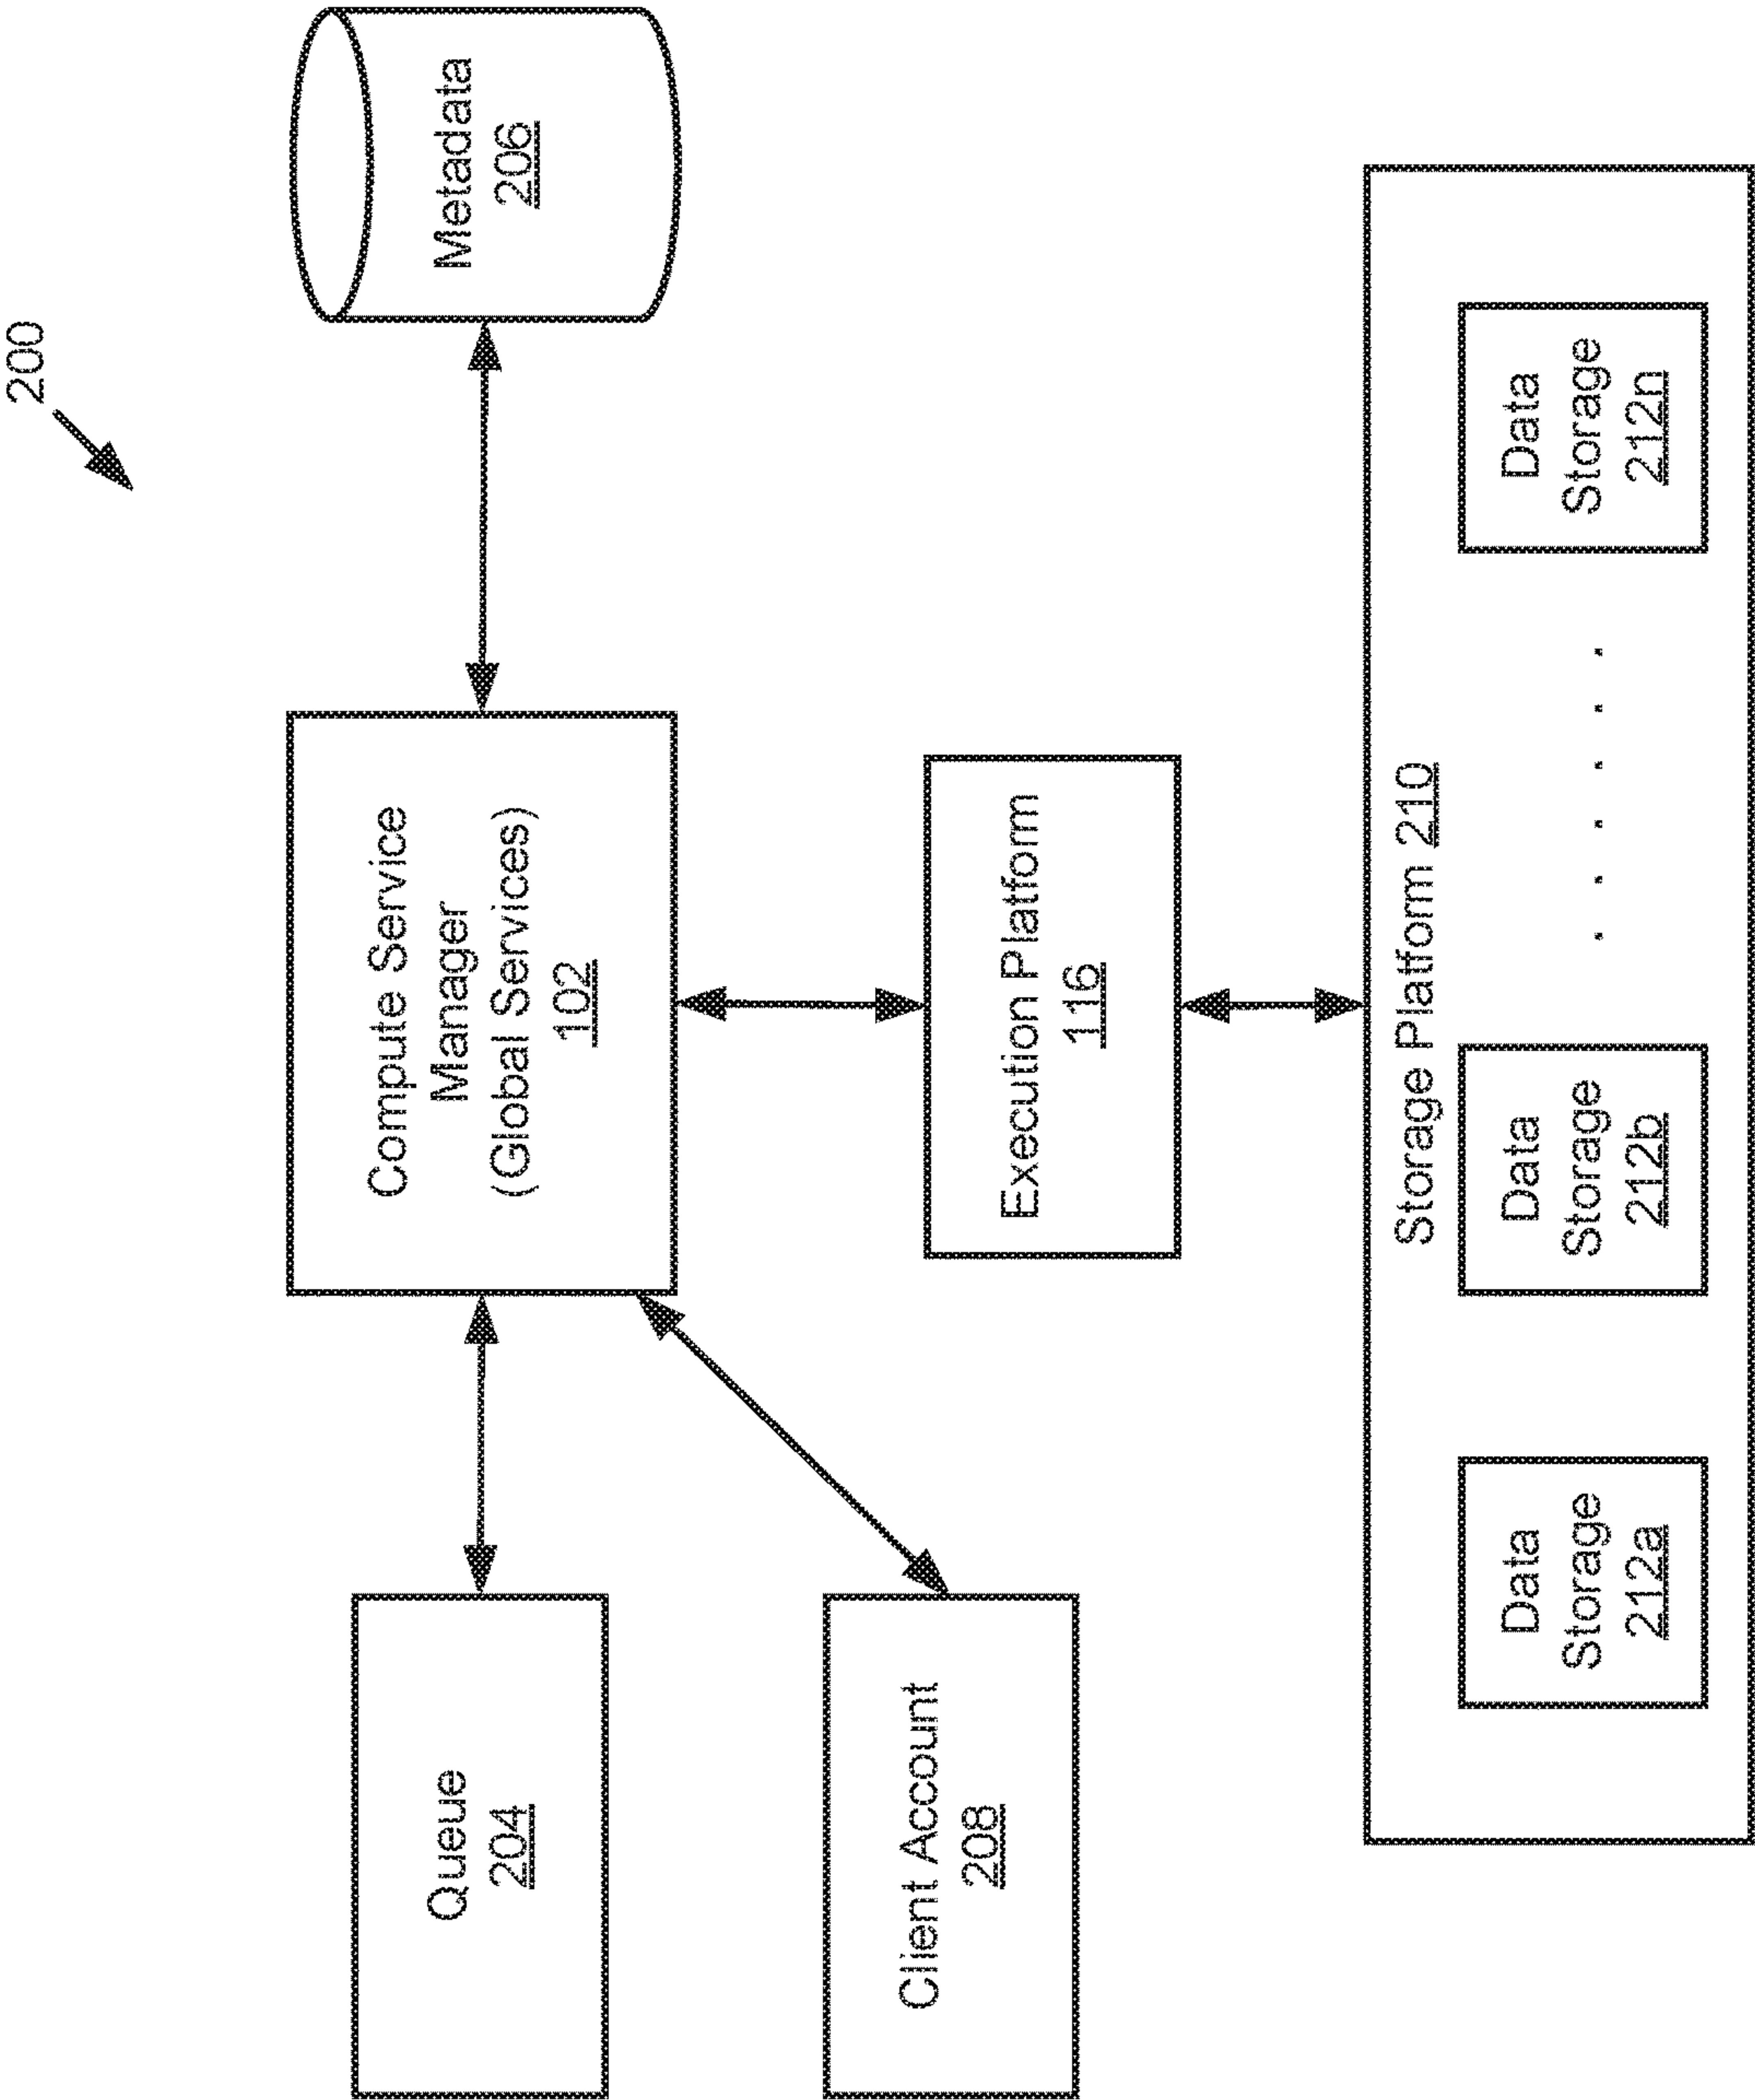 200
Queue
204
Compute Service
Manager
(Global Services)
102
Metadata
206
Client Account
208
Execution Platform
116
Storage Platform 210
Data
Storage
212a
Data
Storage
212b
. . . . . .
Data
Storage
212n